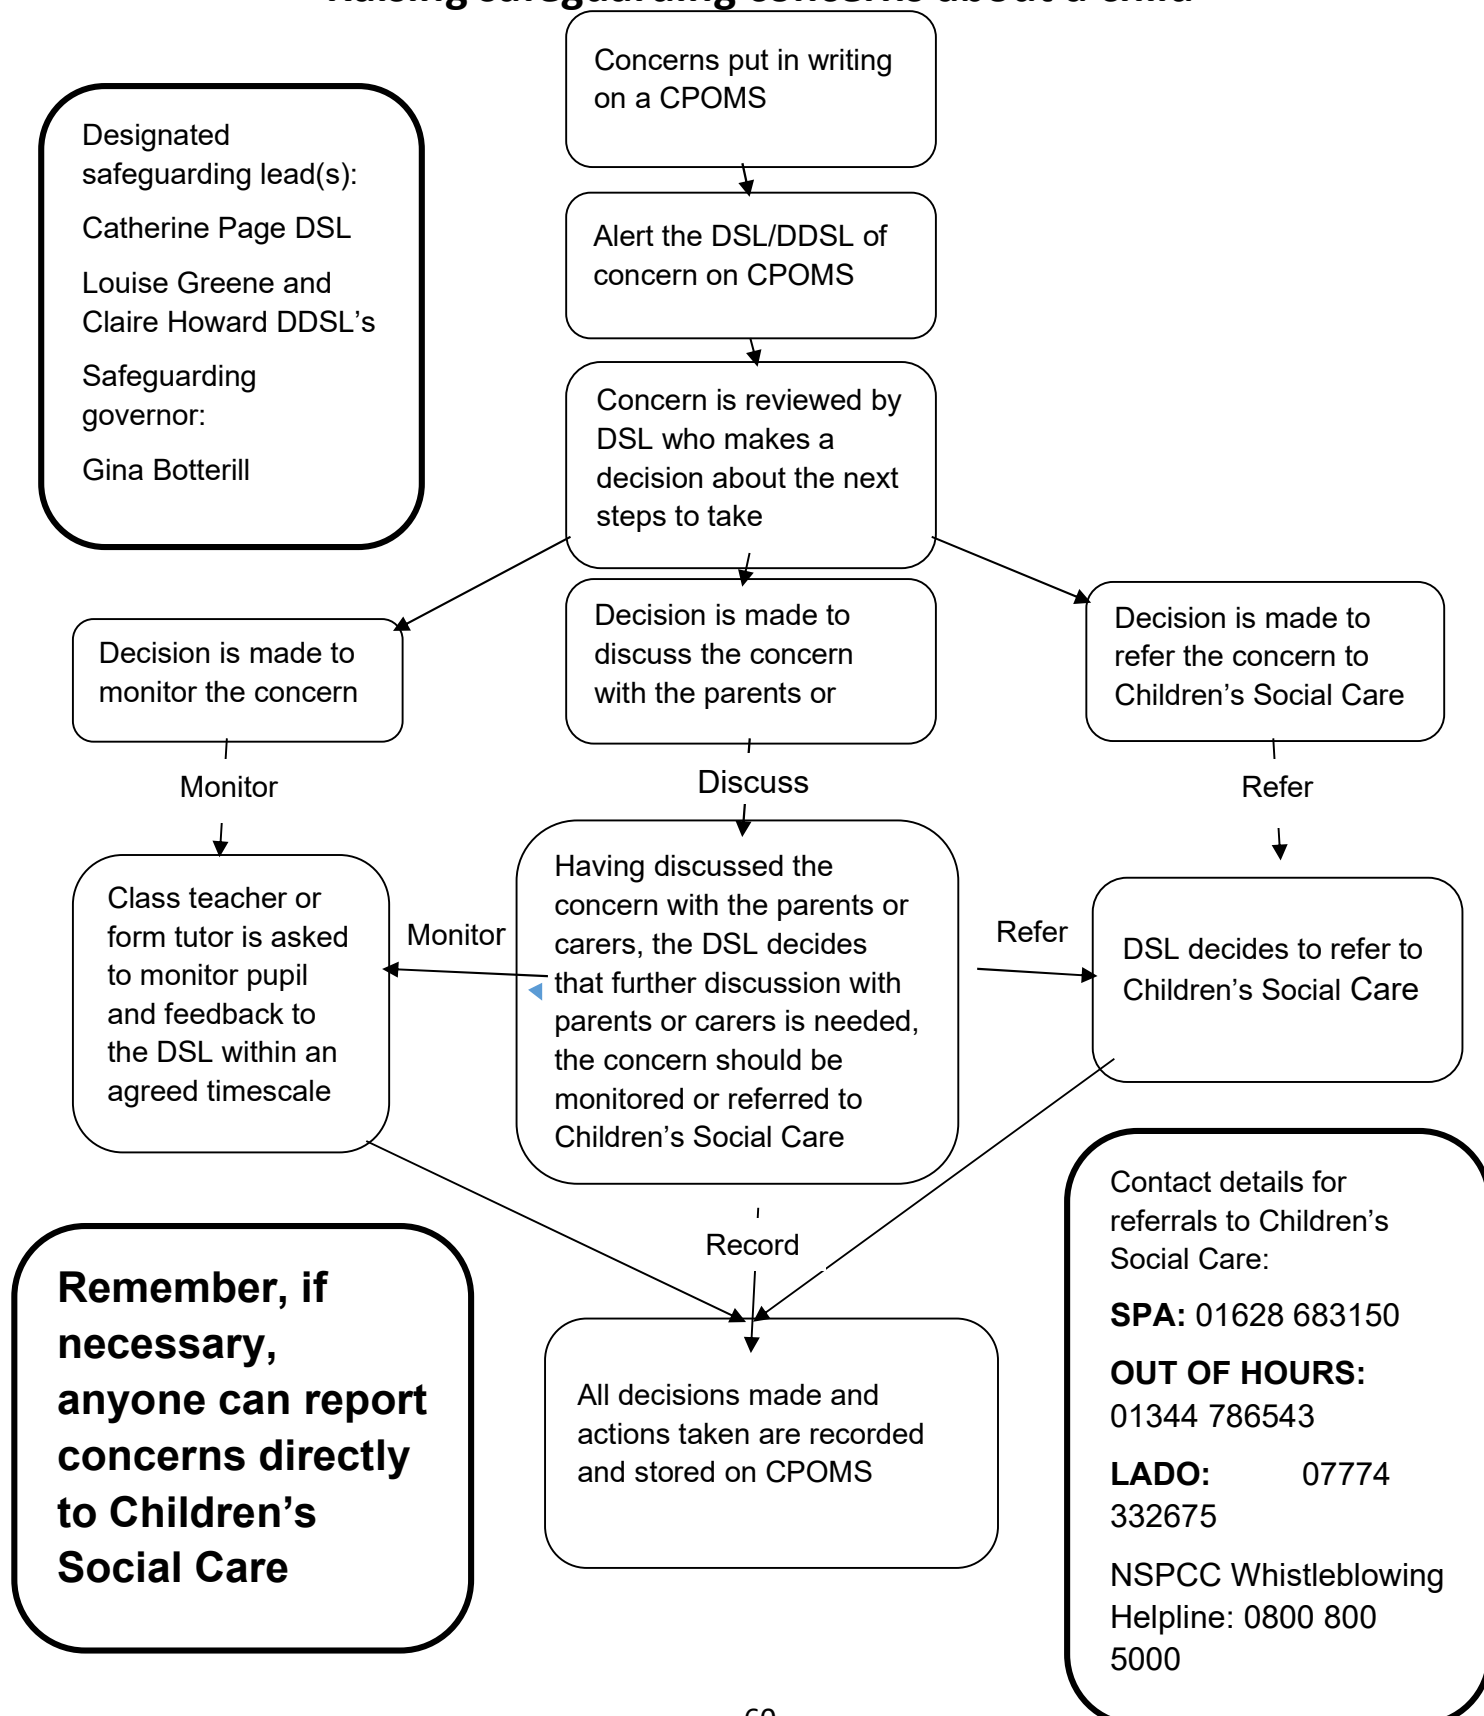 Raising safeguarding concerns about a child
Concerns put in writing
on a CPOMS
Designated
safeguarding lead(s):
Catherine Page DSL
Louise Greene and
Claire Howard DDSL’s
Safeguarding
governor:
Gina Botterill
Alert the DSL/DDSL of
concern on CPOMS
Concern is reviewed by
DSL who makes a
decision about the next
steps to take
Decision is made to
monitor the concern
Decision is made to
discuss the concern
with the parents or
Decision is made to
refer the concern to
Children’s Social Care
Monitor
Discuss
Refer
Class teacher or
form tutor is asked
to monitor pupil
and feedback to
the DSL within an
agreed timescale
Monitor
Having discussed the
concern with the parents or
carers, the DSL decides
that further discussion with
parents or carers is needed,
the concern should be
monitored or referred to
Children’s Social Care
Refer
DSL decides to refer to
Children’s Social Care
Record
Remember, if
necessary,
anyone can report
concerns directly
to Children’s
Social Care
All decisions made and
actions taken are recorded
and stored on CPOMS
Contact details for
referrals to Children’s
Social Care:
SPA: 01628 683150
OUT OF HOURS:
01344 786543
LADO: 07774
332675
NSPCC Whistleblowing
Helpline: 0800 800
5000